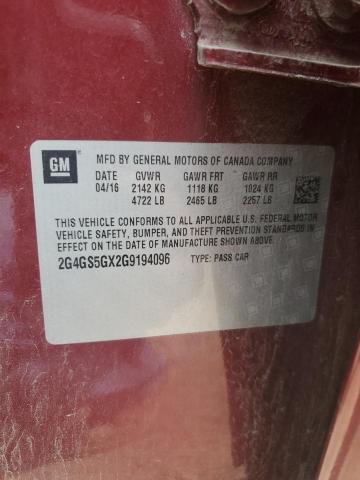 GM
MFD BY GENERAL MOTORS OF CANADA COMPANY
DATE GVWR GAWR FRT GAWR RR
04/16 2142 KG 1118 KG 1024 KG
4722 LB 2465 LB 2257 LB
THIS VEHICLE CONFORMS TO ALL APPLICABLE U.S. FEDERAL MOTOR
VEHICLE SAFETY, BUMPER, AND THEFT PREVENTION STANDARDS IN
EFFECT ON THE DATE OF MANUFACTURE SHOWN ABOVE.
2G4GS5GX2G9194096 TYPE: PASS CAR